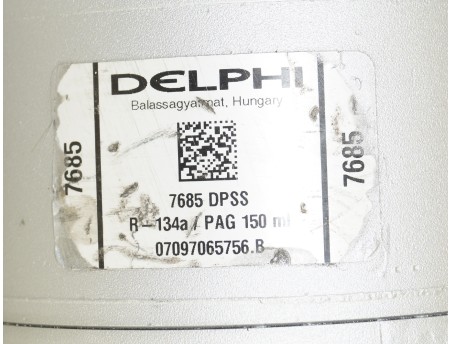 DELPHI
Balassagyarmat, Hungary
7685
7685
7685 DPSS
R-134a / PAG 150 ml
07097065756.B